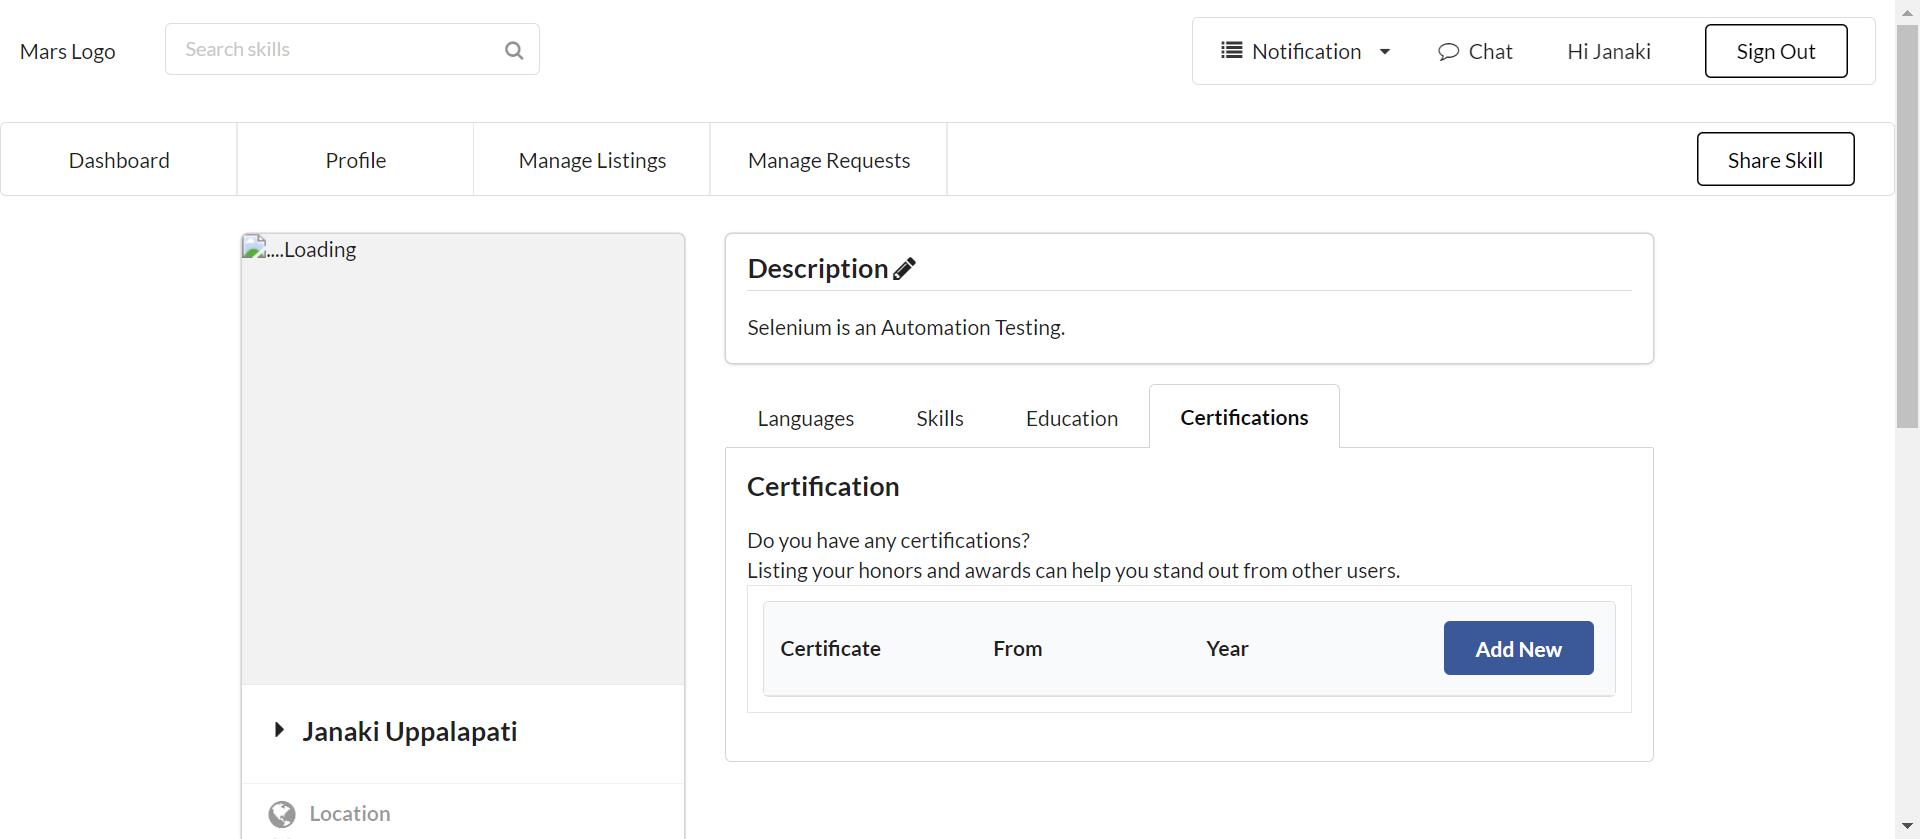 Mars Logo
Search skills
Notification
Chat
Hi Janaki
Sign Out
Dashboard
Profile
Manage Listings
Manage Requests
Share Skill
....Loading
Description
Selenium is an Automation Testing.
Languages
Skills
Education
Certifications
Certification
Do you have any certifications?
Listing your honors and awards can help you stand out from other users.
Certificate
From
Year
Add New
Janaki Uppalapati
Location